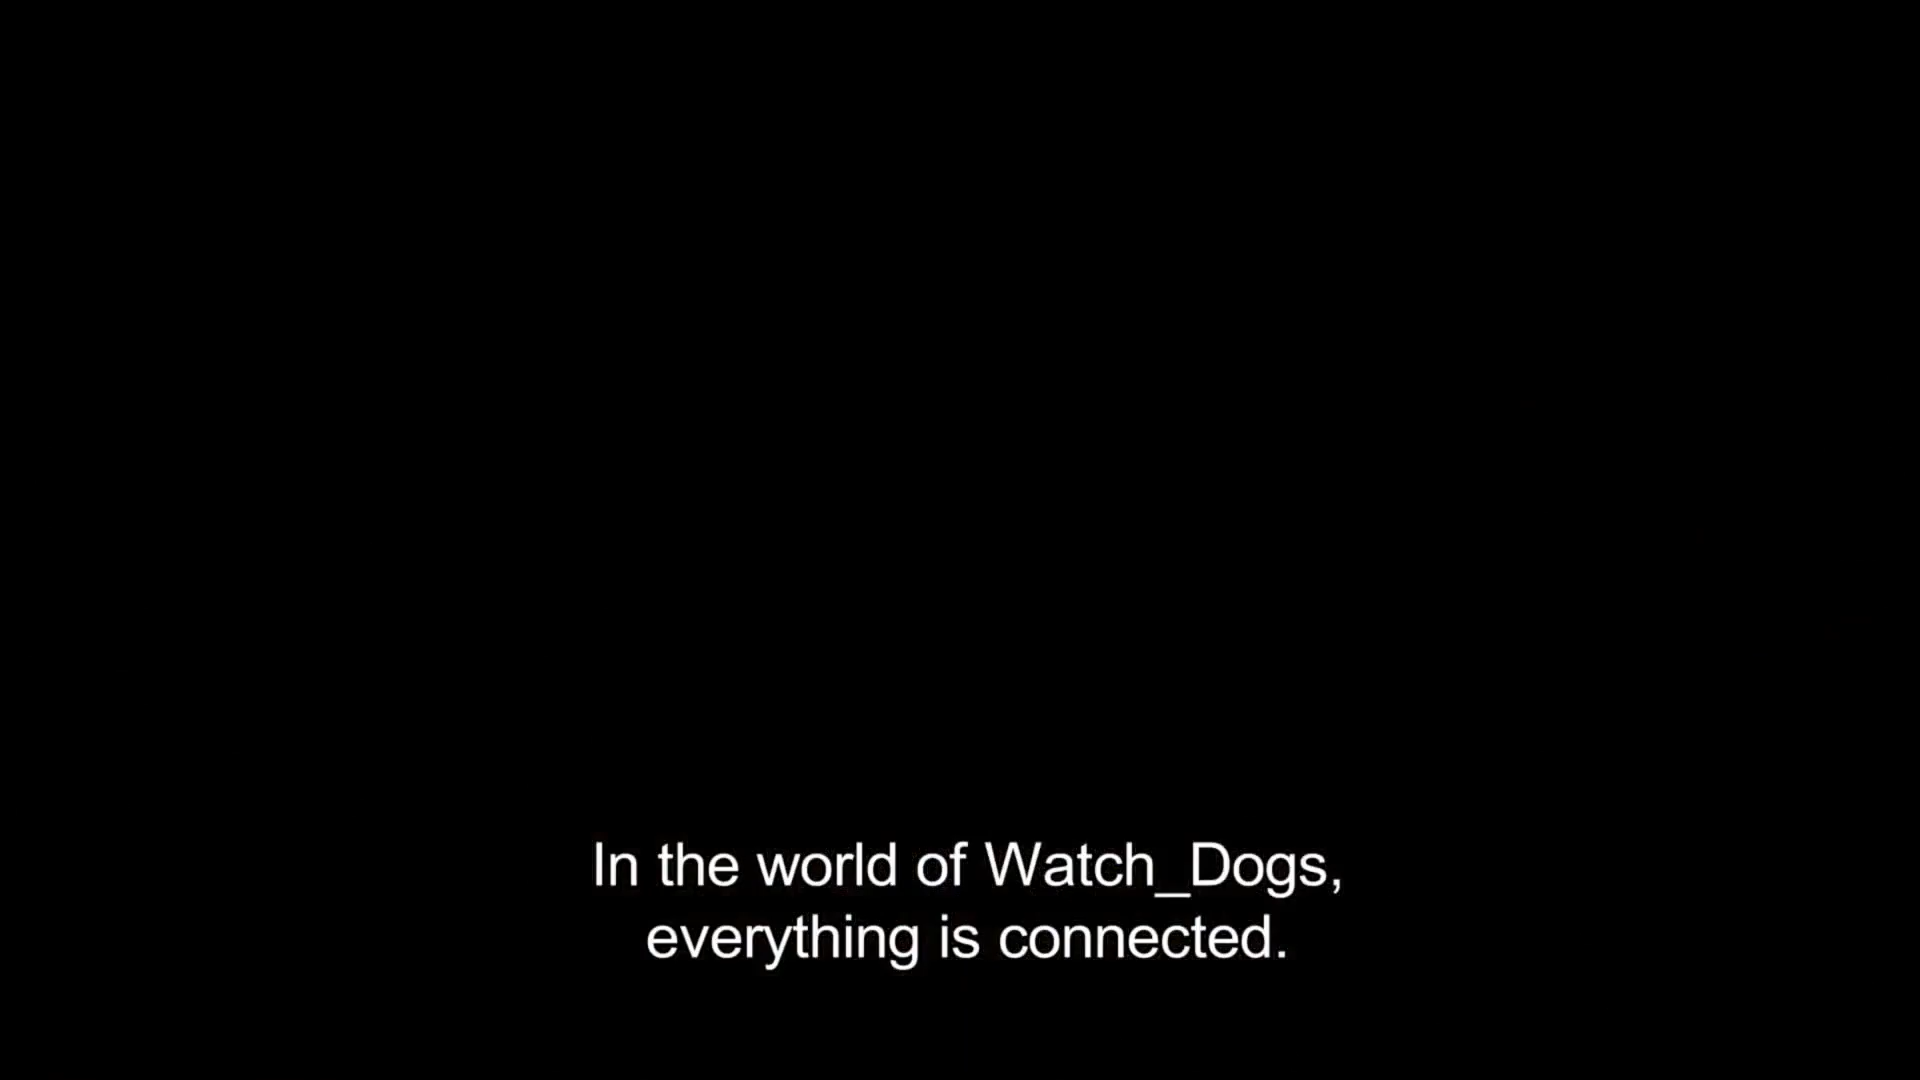 In the world of Watch_Dogs,
everything is connected.